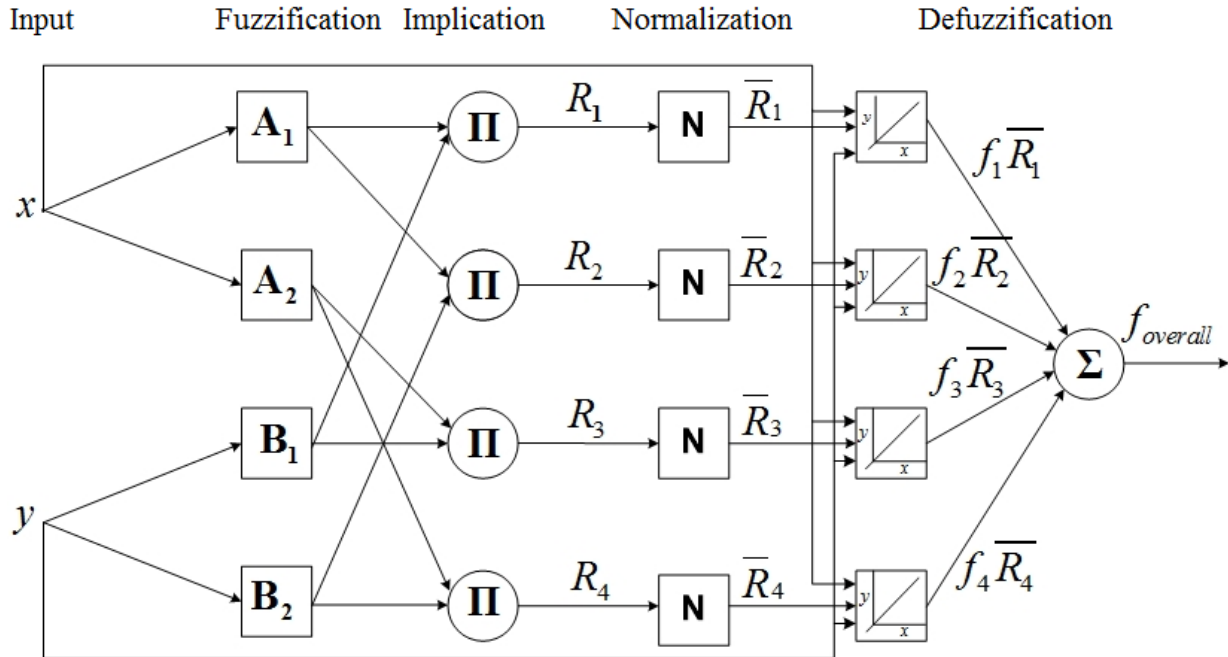 Input Fuzzification Implication Normalization Defuzzification
A₁ Π R₁ N R̅₁ y x f₁R̅₁
x
A₂ Π R₂ N R̅₂ y x f₂R̅₂
f_overall
Σ
B₁ Π R₃ N R̅₃ y x f₃R̅₃
y
B₂ Π R₄ N R̅₄ y x f₄R̅₄